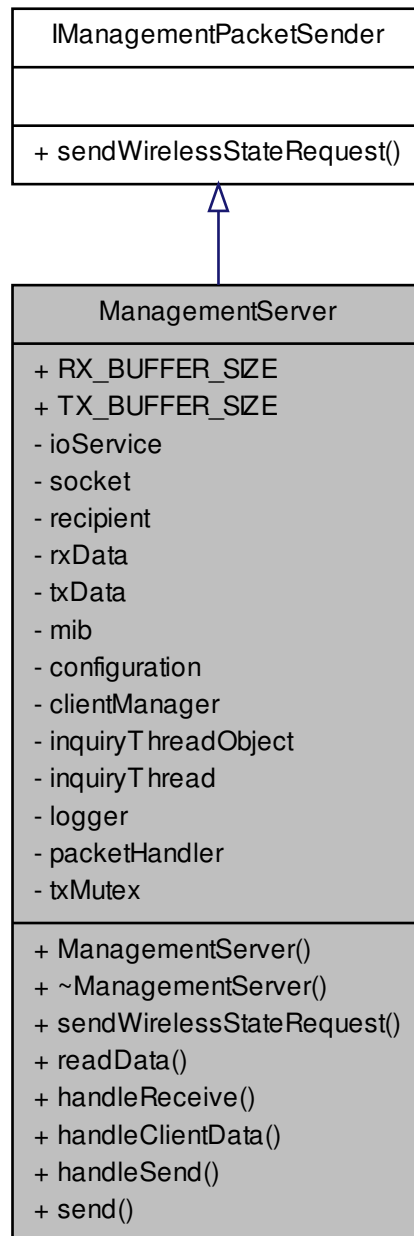 IManagementPacketSender
+ sendWirelessStateRequest()
ManagementServer
+ RX_BUFFER_SIZE
+ TX_BUFFER_SIZE
- ioService
- socket
- recipient
- rxData
- txData
- mib
- configuration
- clientManager
- inquiryThreadObject
- inquiryThread
- logger
- packetHandler
- txMutex
+ ManagementServer()
+ ~ManagementServer()
+ sendWirelessStateRequest()
+ readData()
+ handleReceive()
+ handleClientData()
+ handleSend()
+ send()